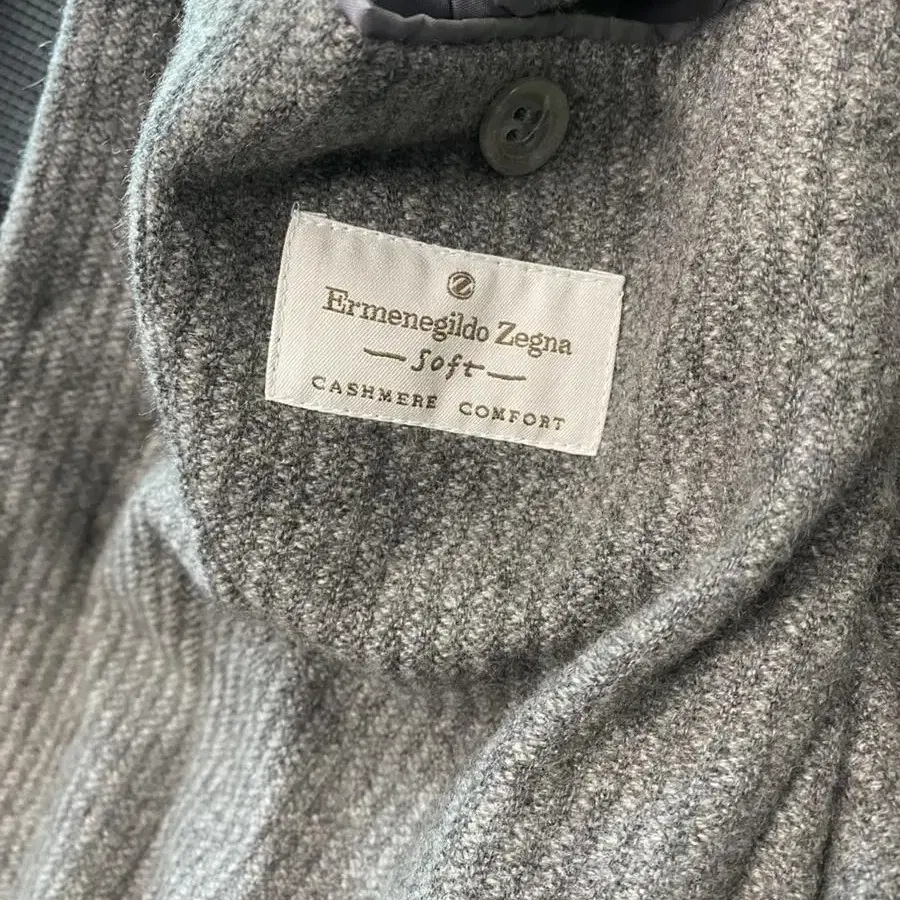 Z
Ermenegildo Zegna
Soft
CASHMERE COMFORT